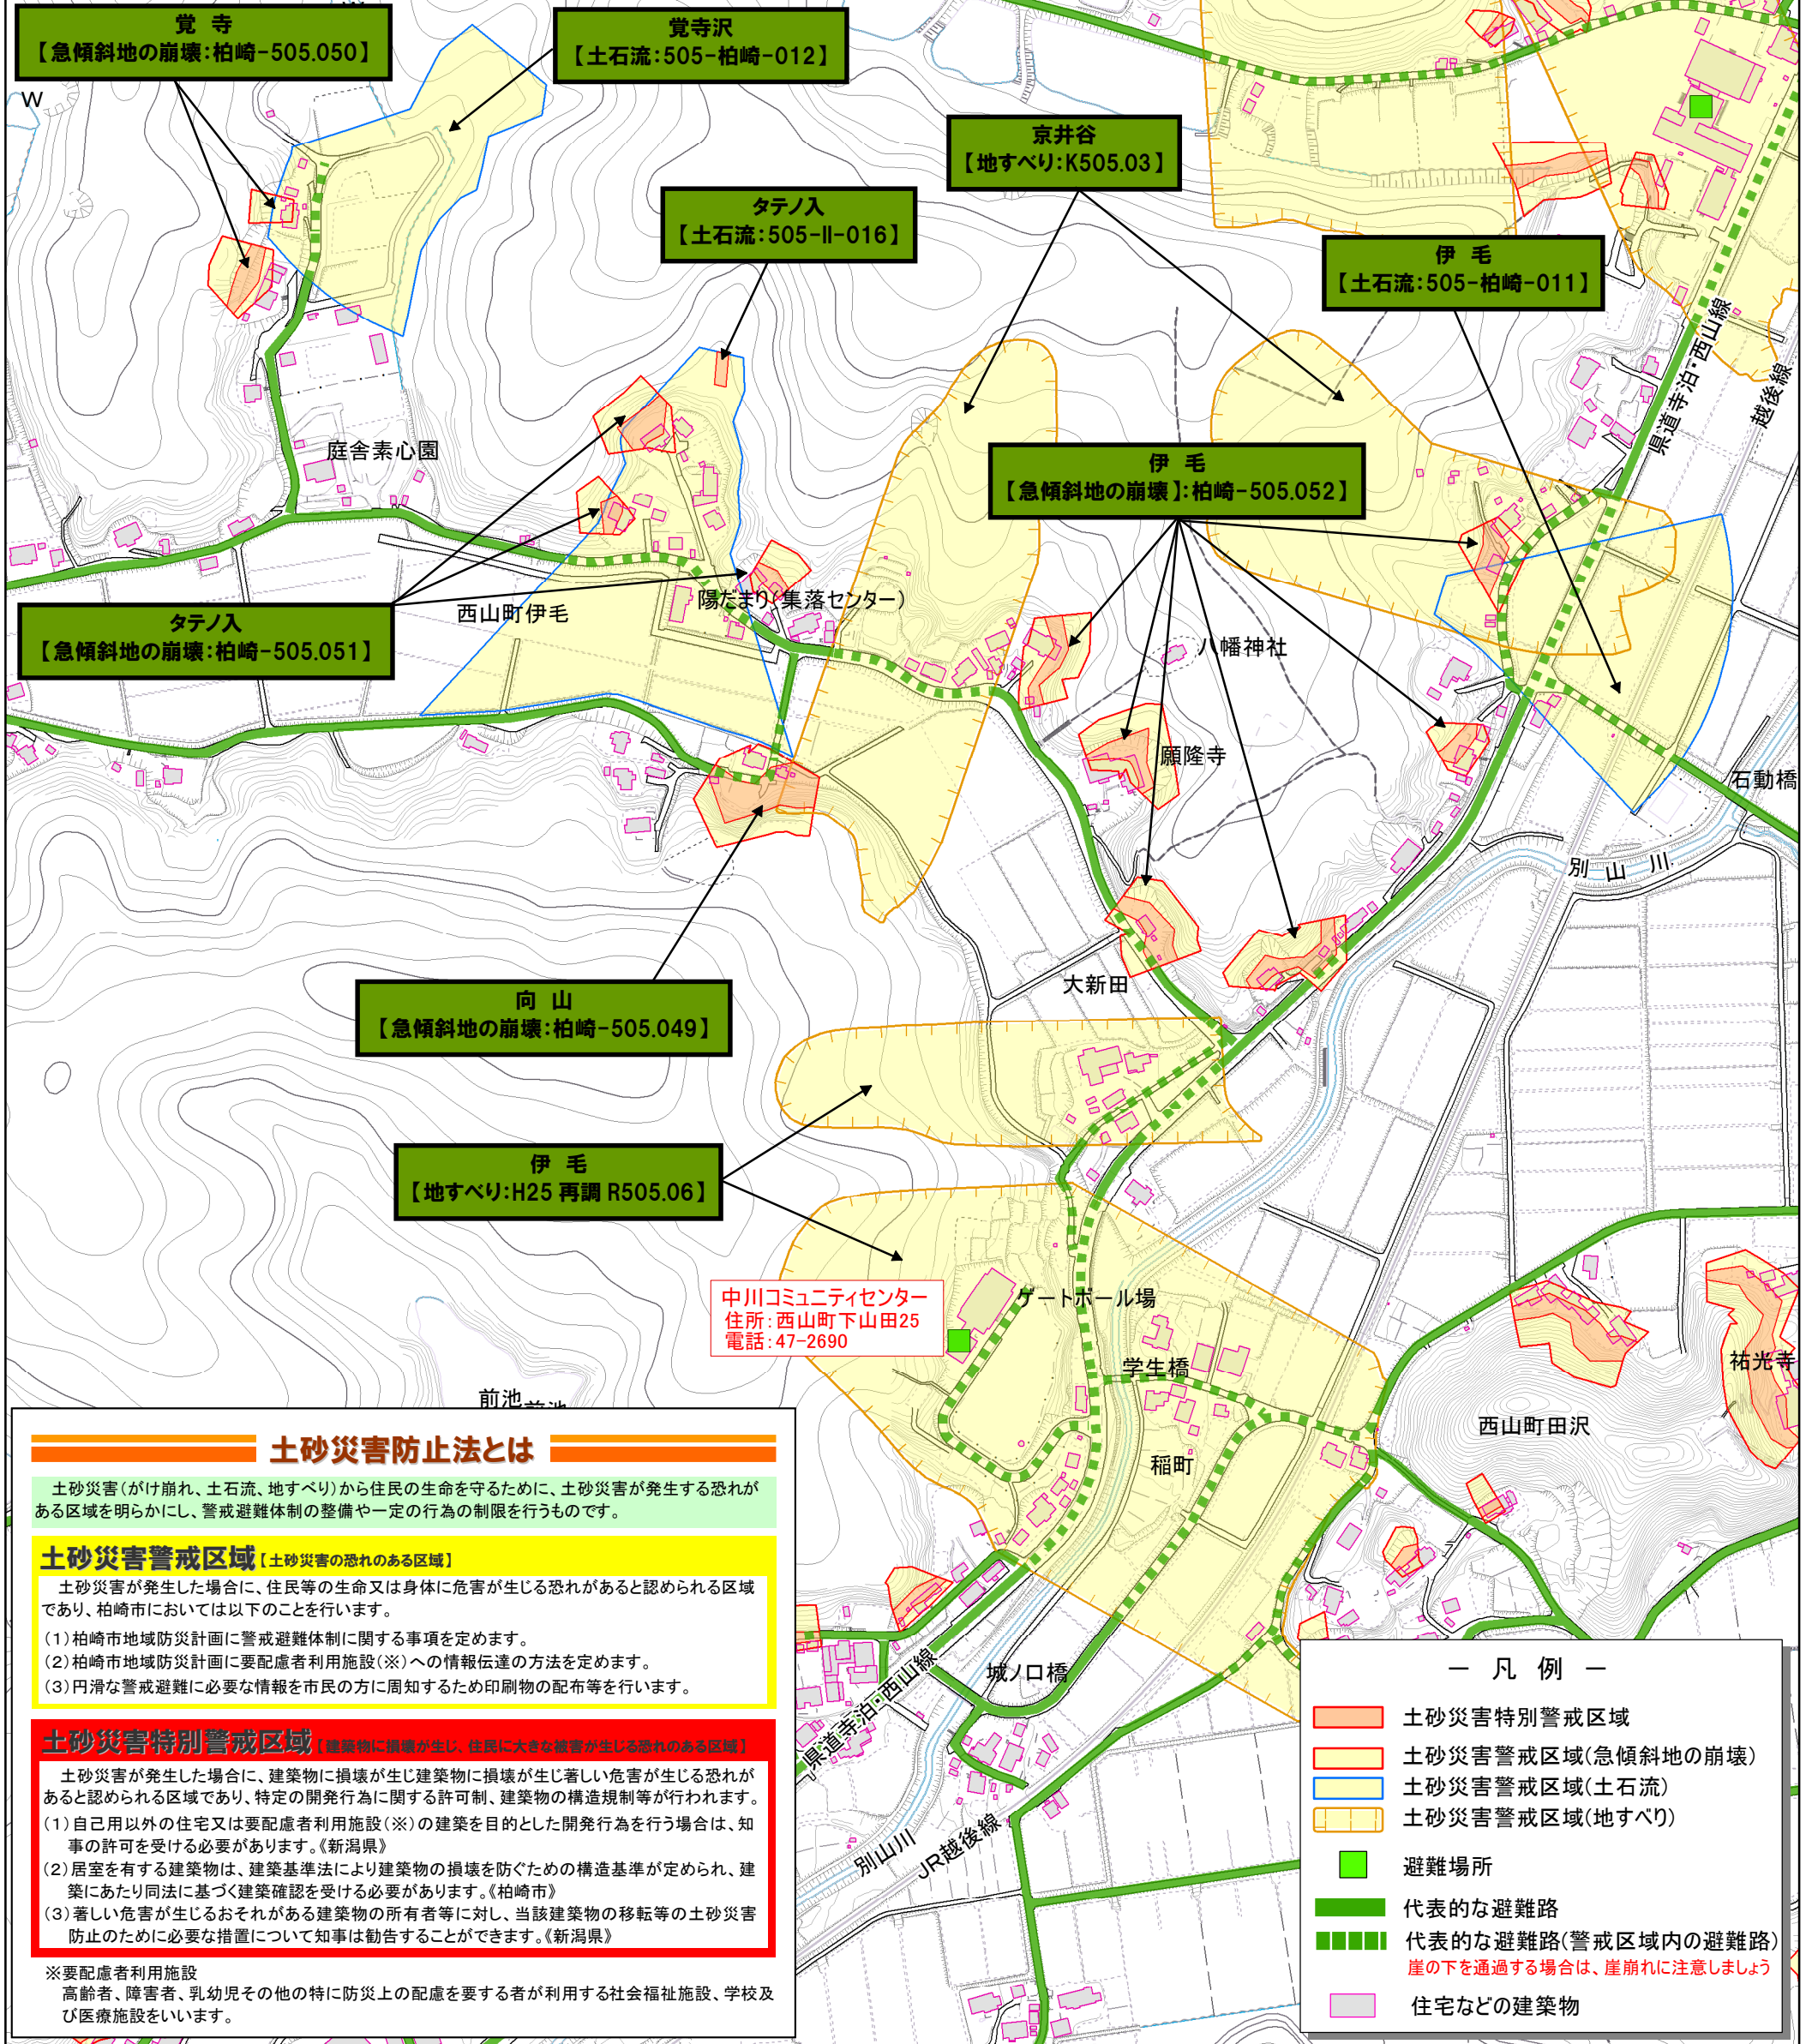 覚 寺
【急傾斜地の崩壊:柏崎-505.050】
覚寺沢
【土石流:505-柏崎-012】
W
京井谷
【地すべり:K505.03】
タテノ入
【土石流:505-Ⅱ-016】
伊 毛
【土石流:505-柏崎-011】
県道寺泊・西山線
越後線
庭舎素心園
伊 毛
【急傾斜地の崩壊】:柏崎-505.052】
タテノ入
【急傾斜地の崩壊:柏崎-505.051】
西山町伊毛
陽だまり(集落センター)
八幡神社
願隆寺
石動橋
別 山 川
大新田
向 山
【急傾斜地の崩壊:柏崎-505.049】
伊 毛
【地すべり:H25 再調 R505.06】
中川コミュニティセンター
住所:西山町下山田25
電話:47-2690
ゲートボール場
学生橋
祐光寺
前池
前池
西山町田沢
稲町
城ノ口橋
県道寺泊・西山線
別山川
JR越後線
土砂災害防止法とは
土砂災害(がけ崩れ、土石流、地すべり)から住民の生命を守るために、土砂災害が発生する恐れが
ある区域を明らかにし、警戒避難体制の整備や一定の行為の制限を行うものです。
土砂災害警戒区域【土砂災害の恐れのある区域】
土砂災害が発生した場合に、住民等の生命又は身体に危害が生じる恐れがあると認められる区域
であり、柏崎市においては以下のことを行います。
(1)柏崎市地域防災計画に警戒避難体制に関する事項を定めます。
(2)柏崎市地域防災計画に要配慮者利用施設(※)への情報伝達の方法を定めます。
(3)円滑な警戒避難に必要な情報を市民の方に周知するため印刷物の配布等を行います。
土砂災害特別警戒区域【建築物に損壊が生じ、住民に大きな被害が生じる恐れのある区域】
土砂災害が発生した場合に、建築物に損壊が生じ建築物に損壊が生じ著しい危害が生じる恐れが
あると認められる区域であり、特定の開発行為に関する許可制、建築物の構造規制等が行われます。
(1)自己用以外の住宅又は要配慮者利用施設(※)の建築を目的とした開発行為を行う場合は、知
事の許可を受ける必要があります。《新潟県》
(2)居室を有する建築物は、建築基準法により建築物の損壊を防ぐための構造基準が定められ、建
築にあたり同法に基づく建築確認を受ける必要があります。《柏崎市》
(3)著しい危害が生じるおそれがある建築物の所有者等に対し、当該建築物の移転等の土砂災害
防止のために必要な措置について知事は勧告することができます。《新潟県》
※要配慮者利用施設
高齢者、障害者、乳幼児その他の特に防災上の配慮を要する者が利用する社会福祉施設、学校及
び医療施設をいいます。
― 凡 例 ―
土砂災害特別警戒区域
土砂災害警戒区域(急傾斜地の崩壊)
土砂災害警戒区域(土石流)
土砂災害警戒区域(地すべり)
避難場所
代表的な避難路
代表的な避難路(警戒区域内の避難路)
崖の下を通過する場合は、崖崩れに注意しましょう
住宅などの建築物